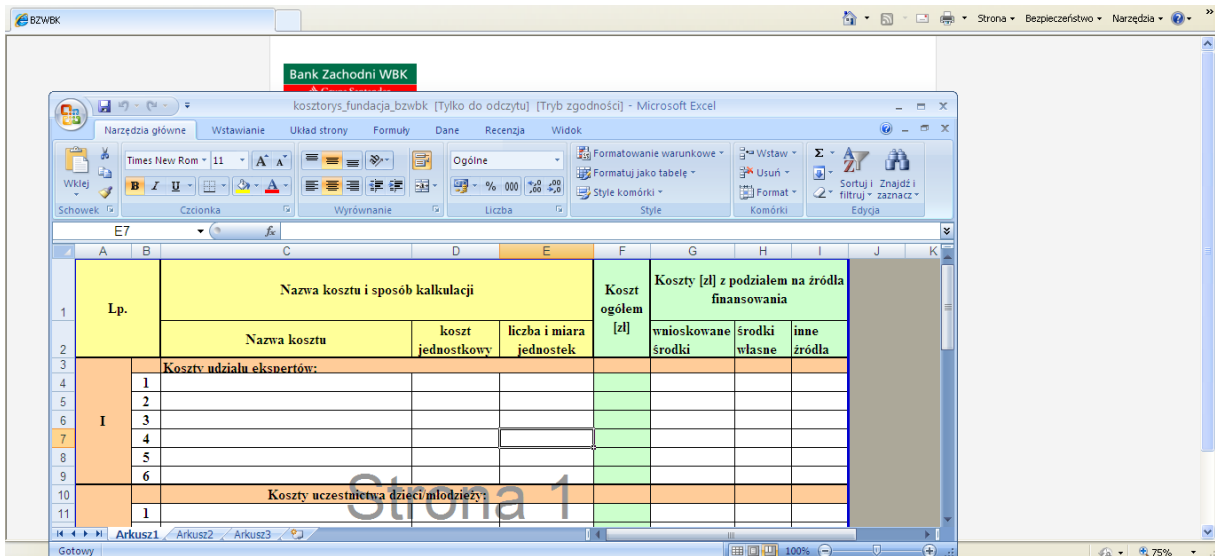 BZWBK
Strona
Bezpieczeństwo
Narzędzia
»
Bank Zachodni WBK
kosztorys_fundacja_bzwbk [Tylko do odczytu] [Tryb zgodności] - Microsoft Excel
Narzędzia główne Wstawianie Układ strony Formuły Dane Recenzja Widok
Wklej
Schowek
Times New Rom 11 A A
B I U A
Czcionka
Wyrównanie
Ogólne
% 000 ,00 ,00
Liczba
Formatowanie warunkowe
Formatuj jako tabelę
Style komórki
Style
Wstaw
Usuń
Format
Komórki
Σ
Sortuj i filtruj
Znajdź i zaznacz
Edycja
E7 fx
A B C D E F G H I J K
1 Lp. Nazwa kosztu i sposób kalkulacji Koszt ogółem [zł] Koszty [zł] z podziałem na źródła finansowania
2 Nazwa kosztu koszt jednostkowy liczba i miara jednostek wnioskowane środki środki własne inne źródła
3 Koszty udziału ekspertów:
4 1
5 2
6 I 3
7 4
8 5
9 6
10 Koszty uczestnictwa dzieci/młodzieży:
11 1
Strona 1
Arkusz1 Arkusz2 Arkusz3
Gotowy 100%
75%